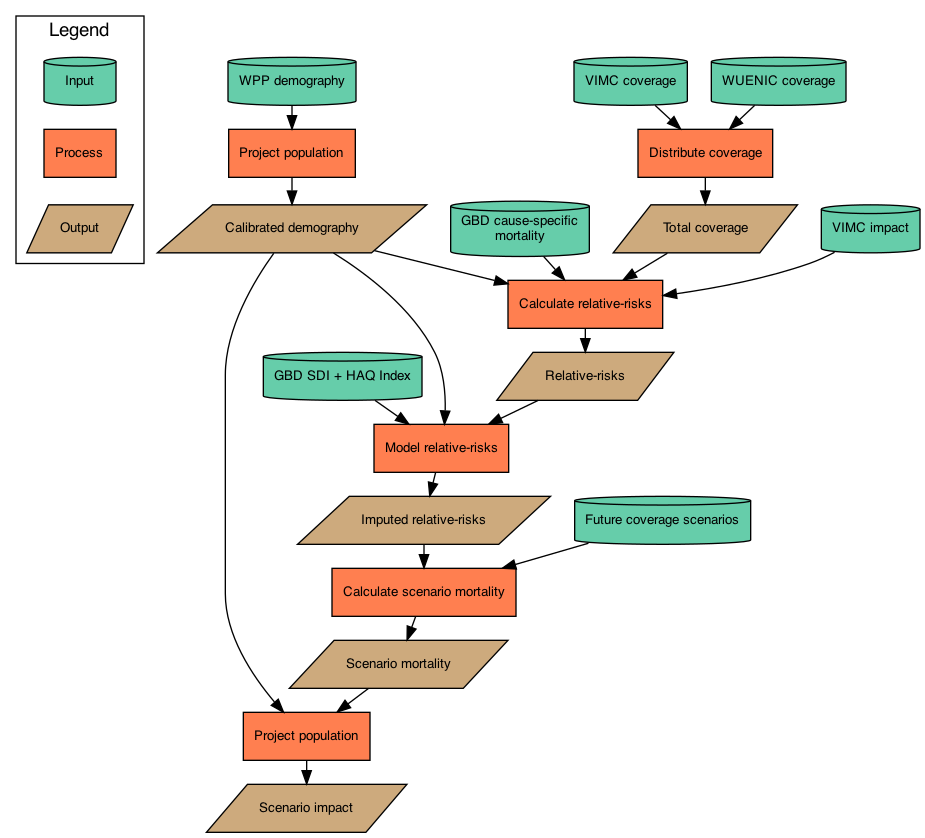 Legend
Input
Process
Output
WPP demography
VIMC coverage
WUENIC coverage
Project population
Distribute coverage
Calibrated demography
GBD cause-specific
mortality
Total coverage
VIMC impact
Calculate relative-risks
GBD SDI + HAQ Index
Relative-risks
Model relative-risks
Imputed relative-risks
Future coverage scenarios
Calculate scenario mortality
Scenario mortality
Project population
Scenario impact